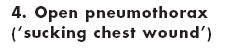 4. Open pneumothorax
(‘sucking chest wound’)